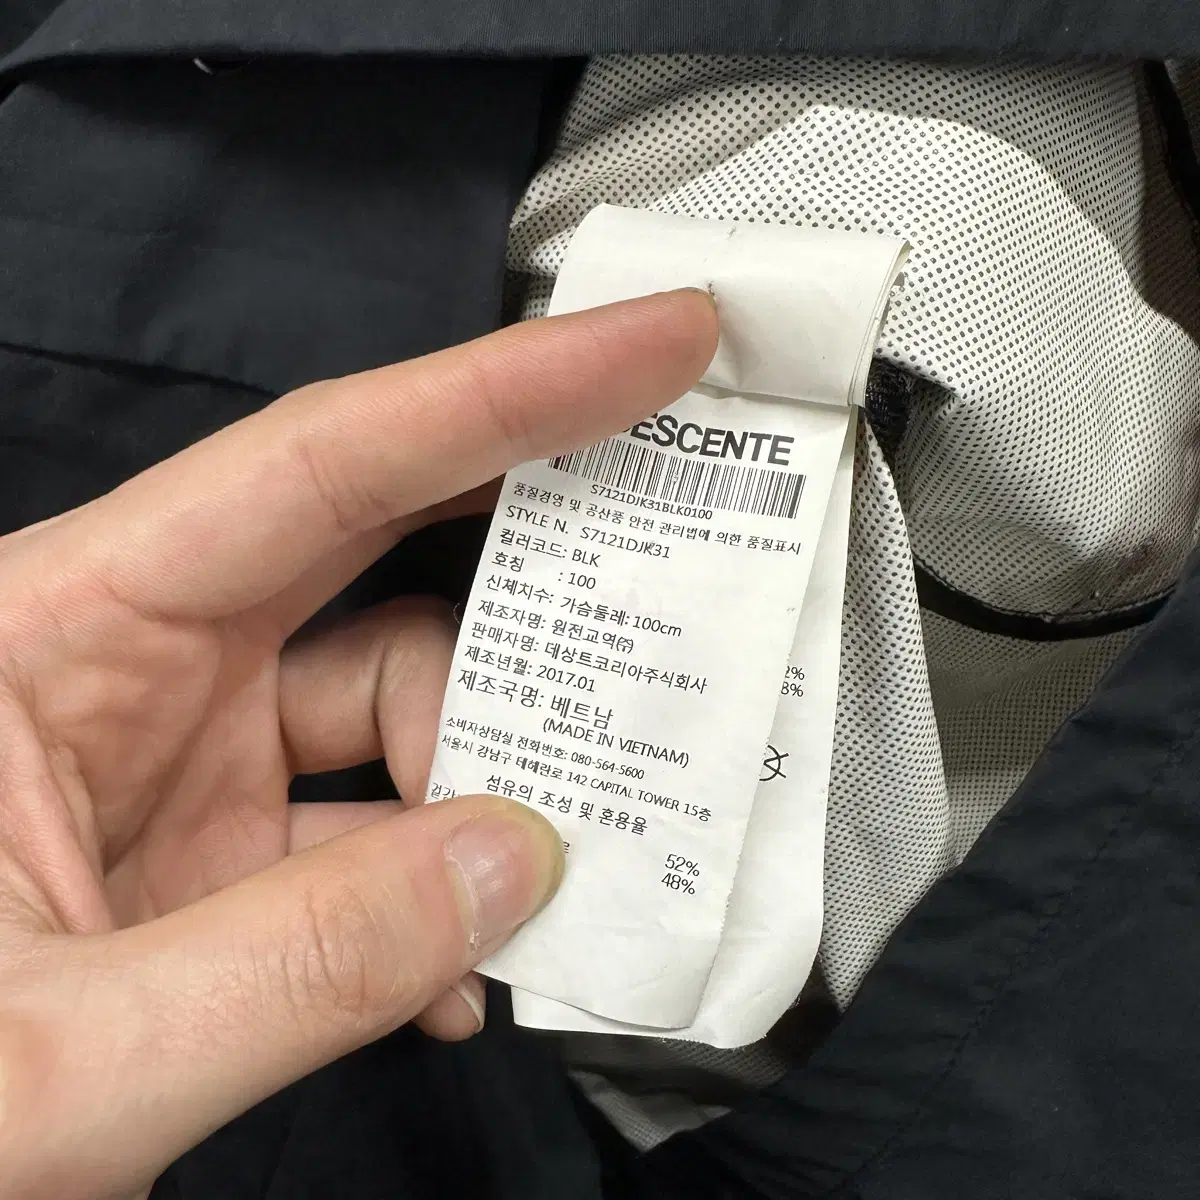 DESCENTE
S7121DJK31BLK0100
품질경영 및 공산품 안전 관리법에 의한 품질표시
STYLE N. S7121DJK31
컬러코드: BLK
호칭 : 100
신체치수: 가슴둘레: 100cm
제조자명: 원전교역㈜
판매자명: 데상트코리아주식회사
제조년월: 2017.01
제조국명: 베트남
(MADE IN VIETNAM)
소비자상담실 전화번호: 080-564-5600
서울시 강남구 테헤란로 142 CAPITAL TOWER 15층
섬유의 조성 및 혼용율
겉감
52%
48%
2%
8%